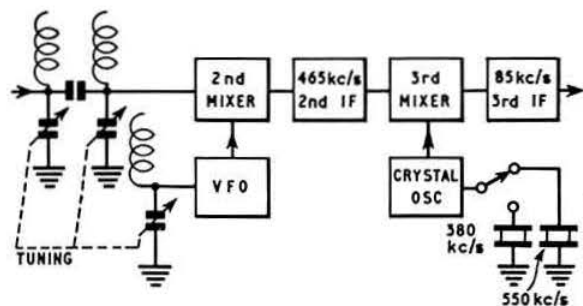 2nd
MIXER
465kc/s
2nd IF
3rd
MIXER
85kc/s
3rd IF
VFO
CRYSTAL
OSC
TUNING
380
kc/s
550kc/s